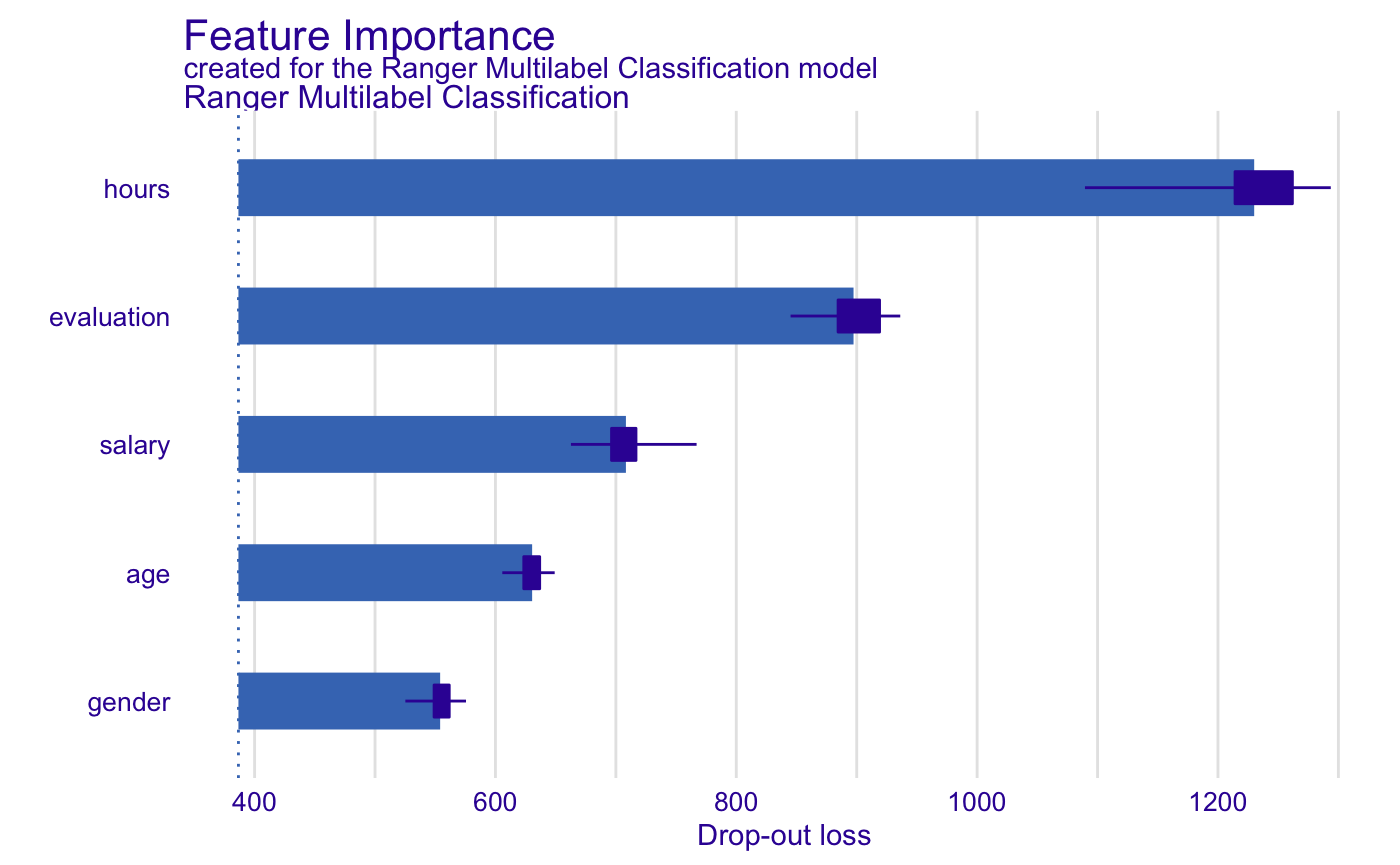 Feature Importance
created for the Ranger Multilabel Classification model
Ranger Multilabel Classification
hours
evaluation
salary
age
gender
400 600 800 1000 1200
Drop-out loss